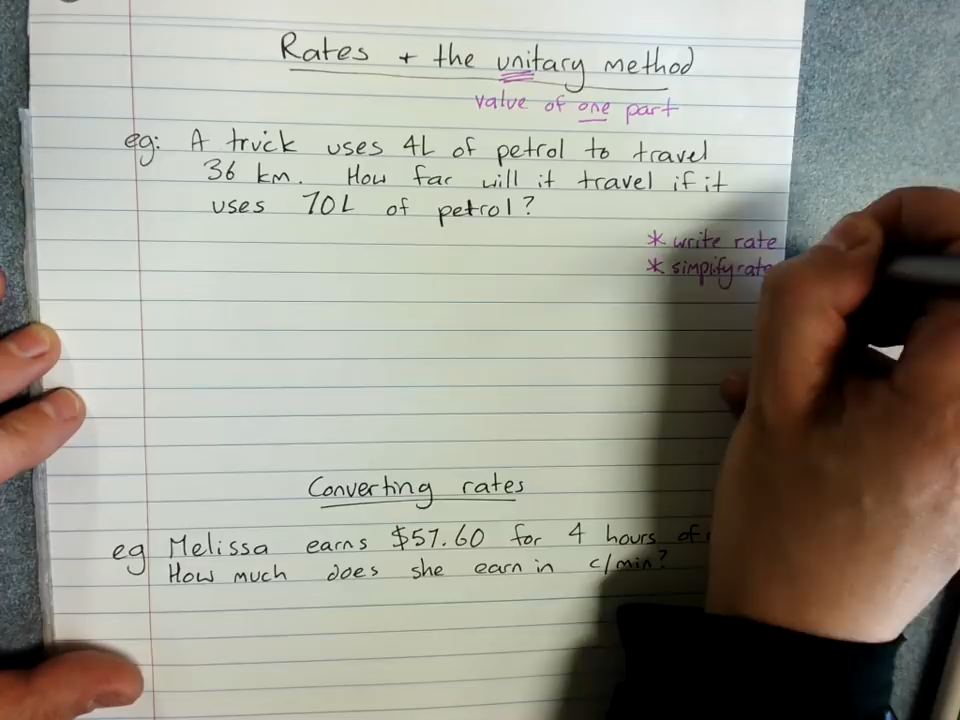 Rates + the unitary method
value of one part
eg: A truck uses 4L of petrol to travel
36 km. How far will it travel if it
uses 70L of petrol?
* write rate
* simplify rate
Converting rates
eg Melissa earns $57.60 for 4 hours of
How much does she earn in c/min?